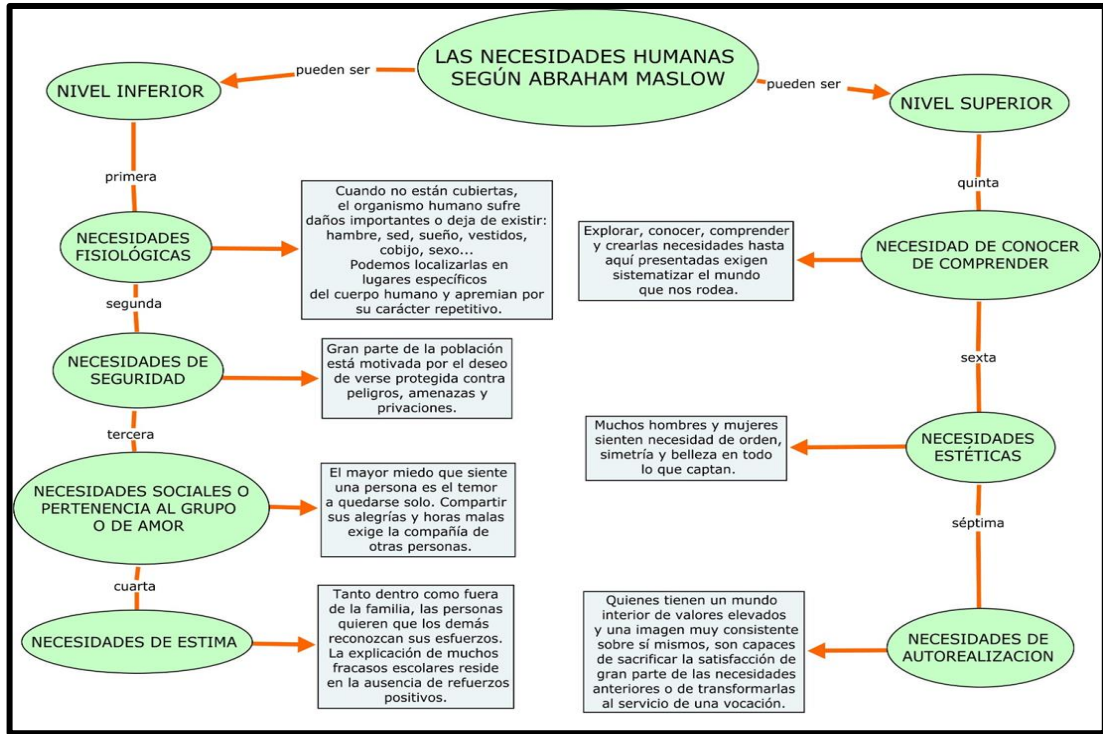 LAS NECESIDADES HUMANAS
SEGÚN ABRAHAM MASLOW
pueden ser
NIVEL INFERIOR
primera
NECESIDADES
FISIOLÓGICAS
Cuando no están cubiertas,
el organismo humano sufre
daños importantes o deja de existir:
hambre, sed, sueño, vestidos,
cobijo, sexo...
Podemos localizarlas en
lugares específicos
del cuerpo humano y apremian por
su carácter repetitivo.
segunda
NECESIDADES DE
SEGURIDAD
Gran parte de la población
está motivada por el deseo
de verse protegida contra
peligros, amenazas y
privaciones.
tercera
NECESIDADES SOCIALES O
PERTENENCIA AL GRUPO
O DE AMOR
El mayor miedo que siente
una persona es el temor
a quedarse solo. Compartir
sus alegrías y horas malas
exige la compañía de
otras personas.
cuarta
NECESIDADES DE ESTIMA
Tanto dentro como fuera
de la familia, las personas
quieren que los demás
reconozcan sus esfuerzos.
La explicación de muchos
fracasos escolares reside
en la ausencia de refuerzos
positivos.
pueden ser
NIVEL SUPERIOR
quinta
NECESIDAD DE CONOCER
DE COMPRENDER
Explorar, conocer, comprender
y crearlas necesidades hasta
aquí presentadas exigen
sistematizar el mundo
que nos rodea.
sexta
NECESIDADES
ESTÉTICAS
Muchos hombres y mujeres
sienten necesidad de orden,
simetría y belleza en todo
lo que captan.
séptima
NECESIDADES DE
AUTOREALIZACION
Quienes tienen un mundo
interior de valores elevados
y una imagen muy consistente
sobre sí mismos, son capaces
de sacrificar la satisfacción de
gran parte de las necesidades
anteriores o de transformarlas
al servicio de una vocación.